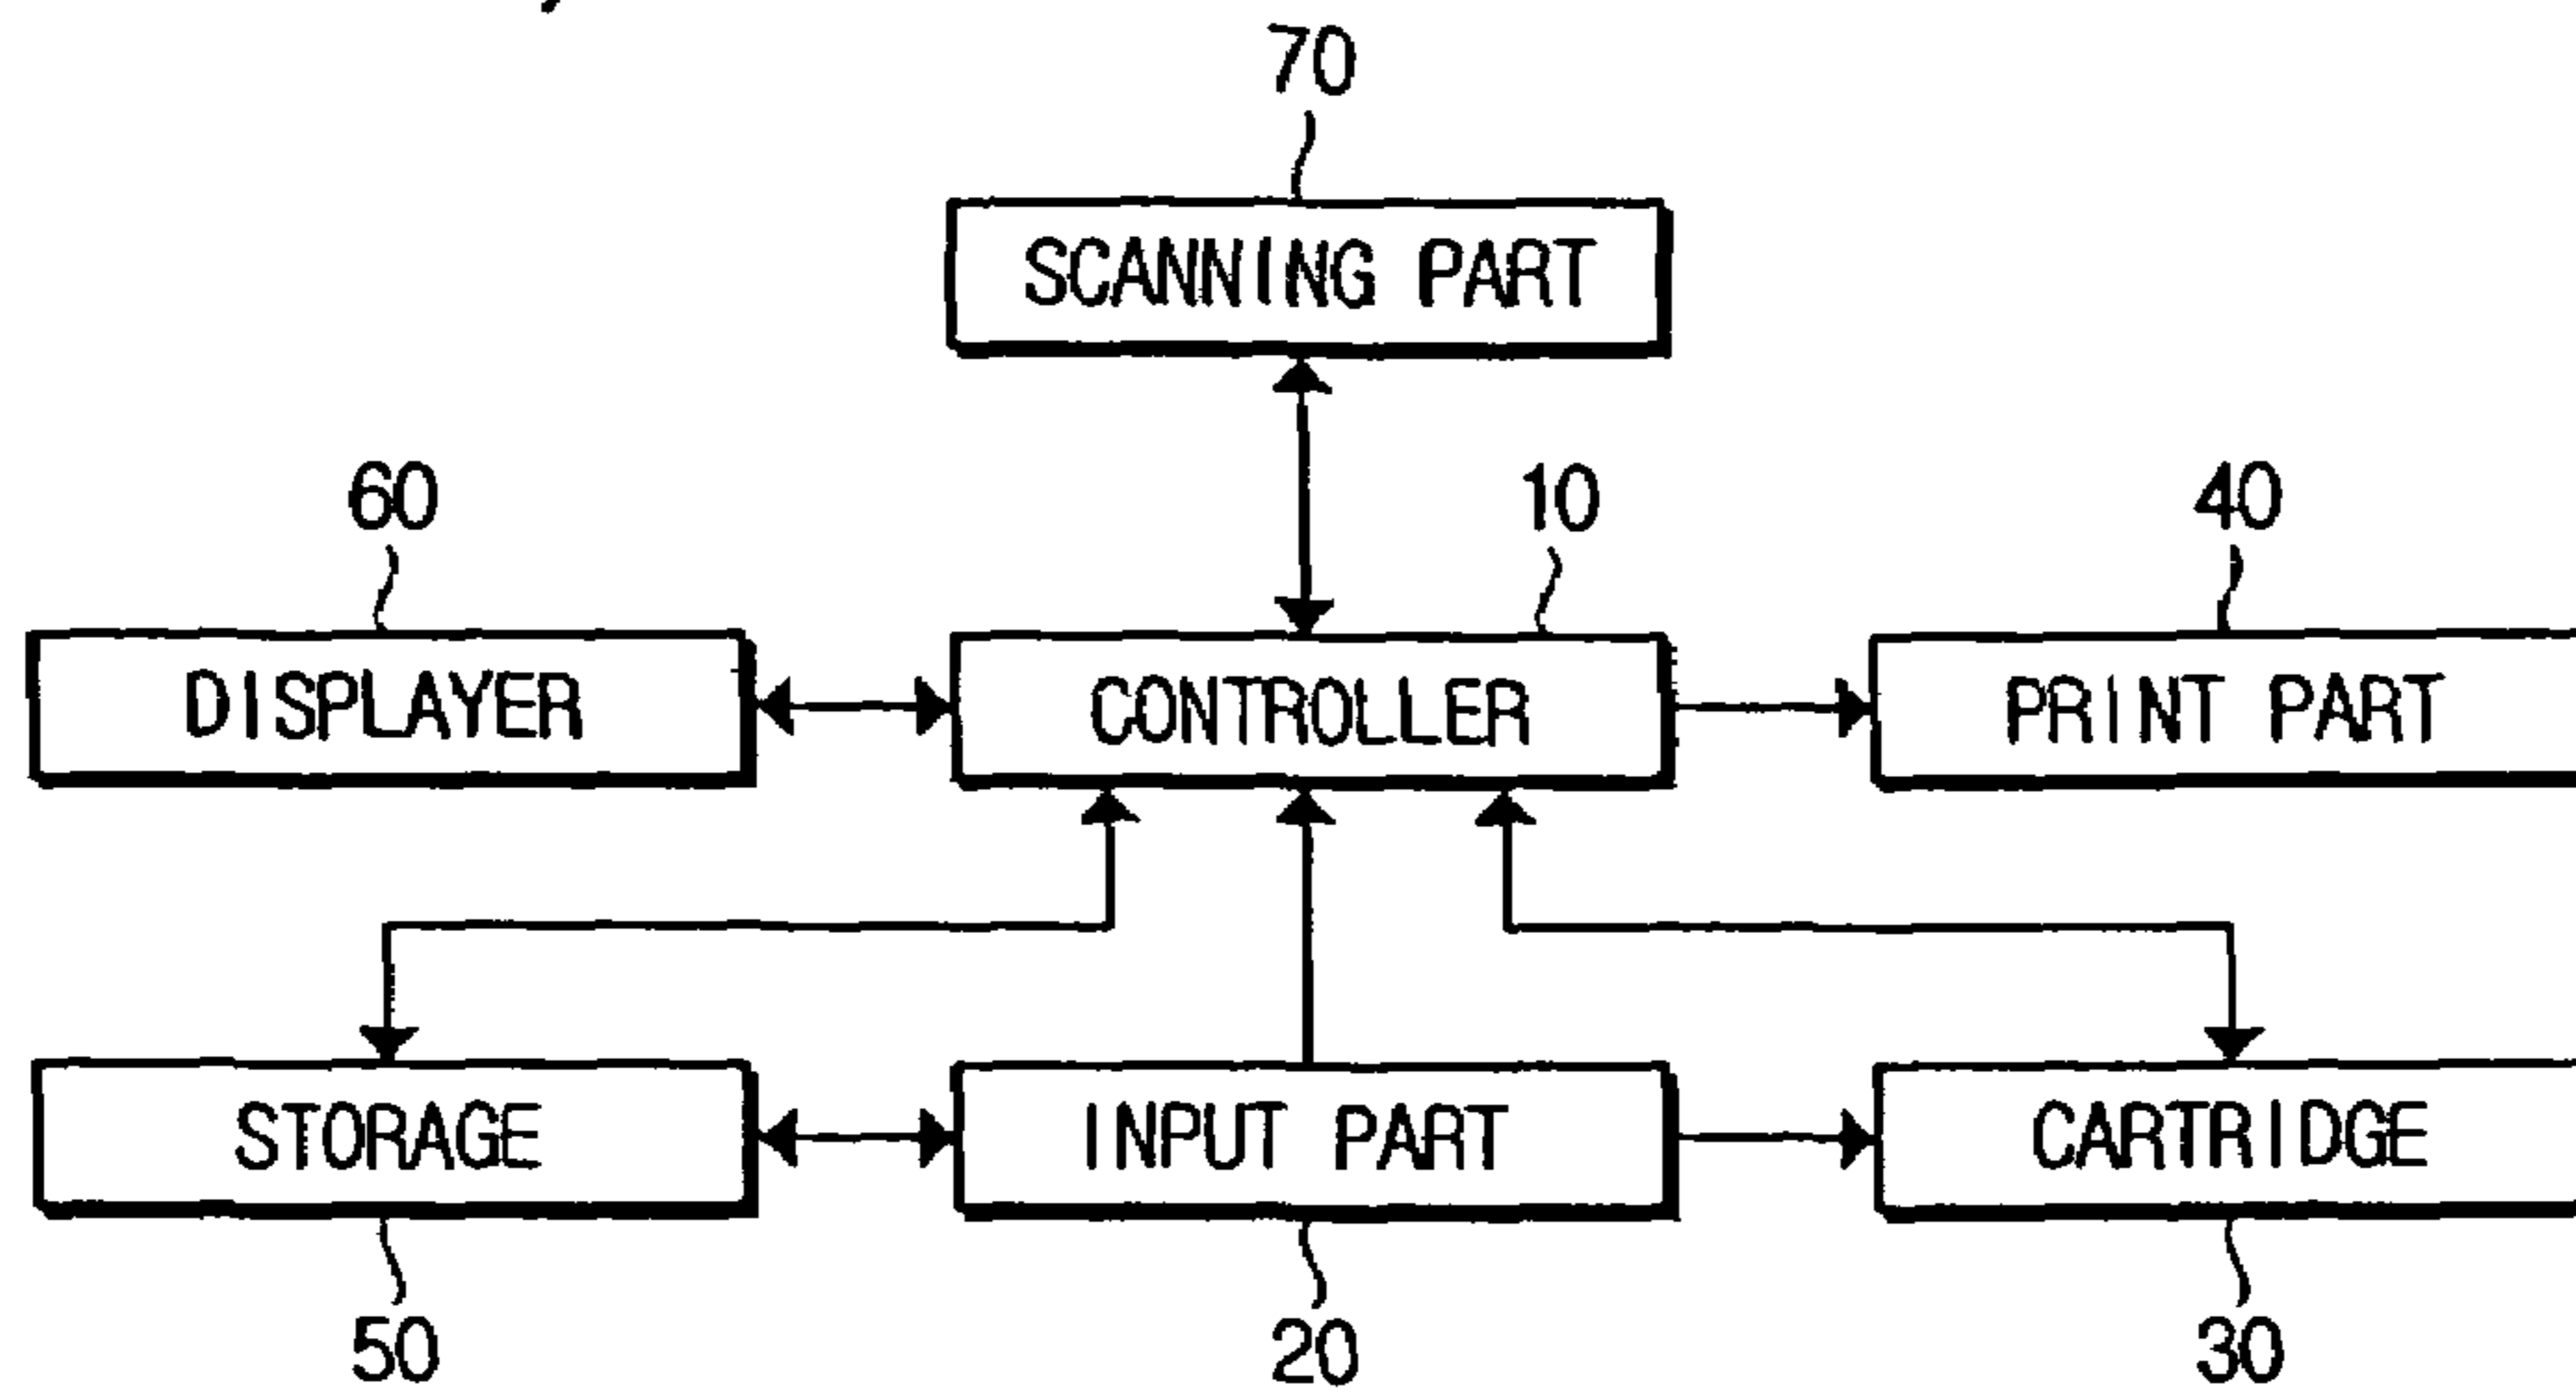 70
SCANNING PART
60
10
40
DISPLAYER
CONTROLLER
PRINT PART
STORAGE
INPUT PART
CARTRIDGE
50
20
30